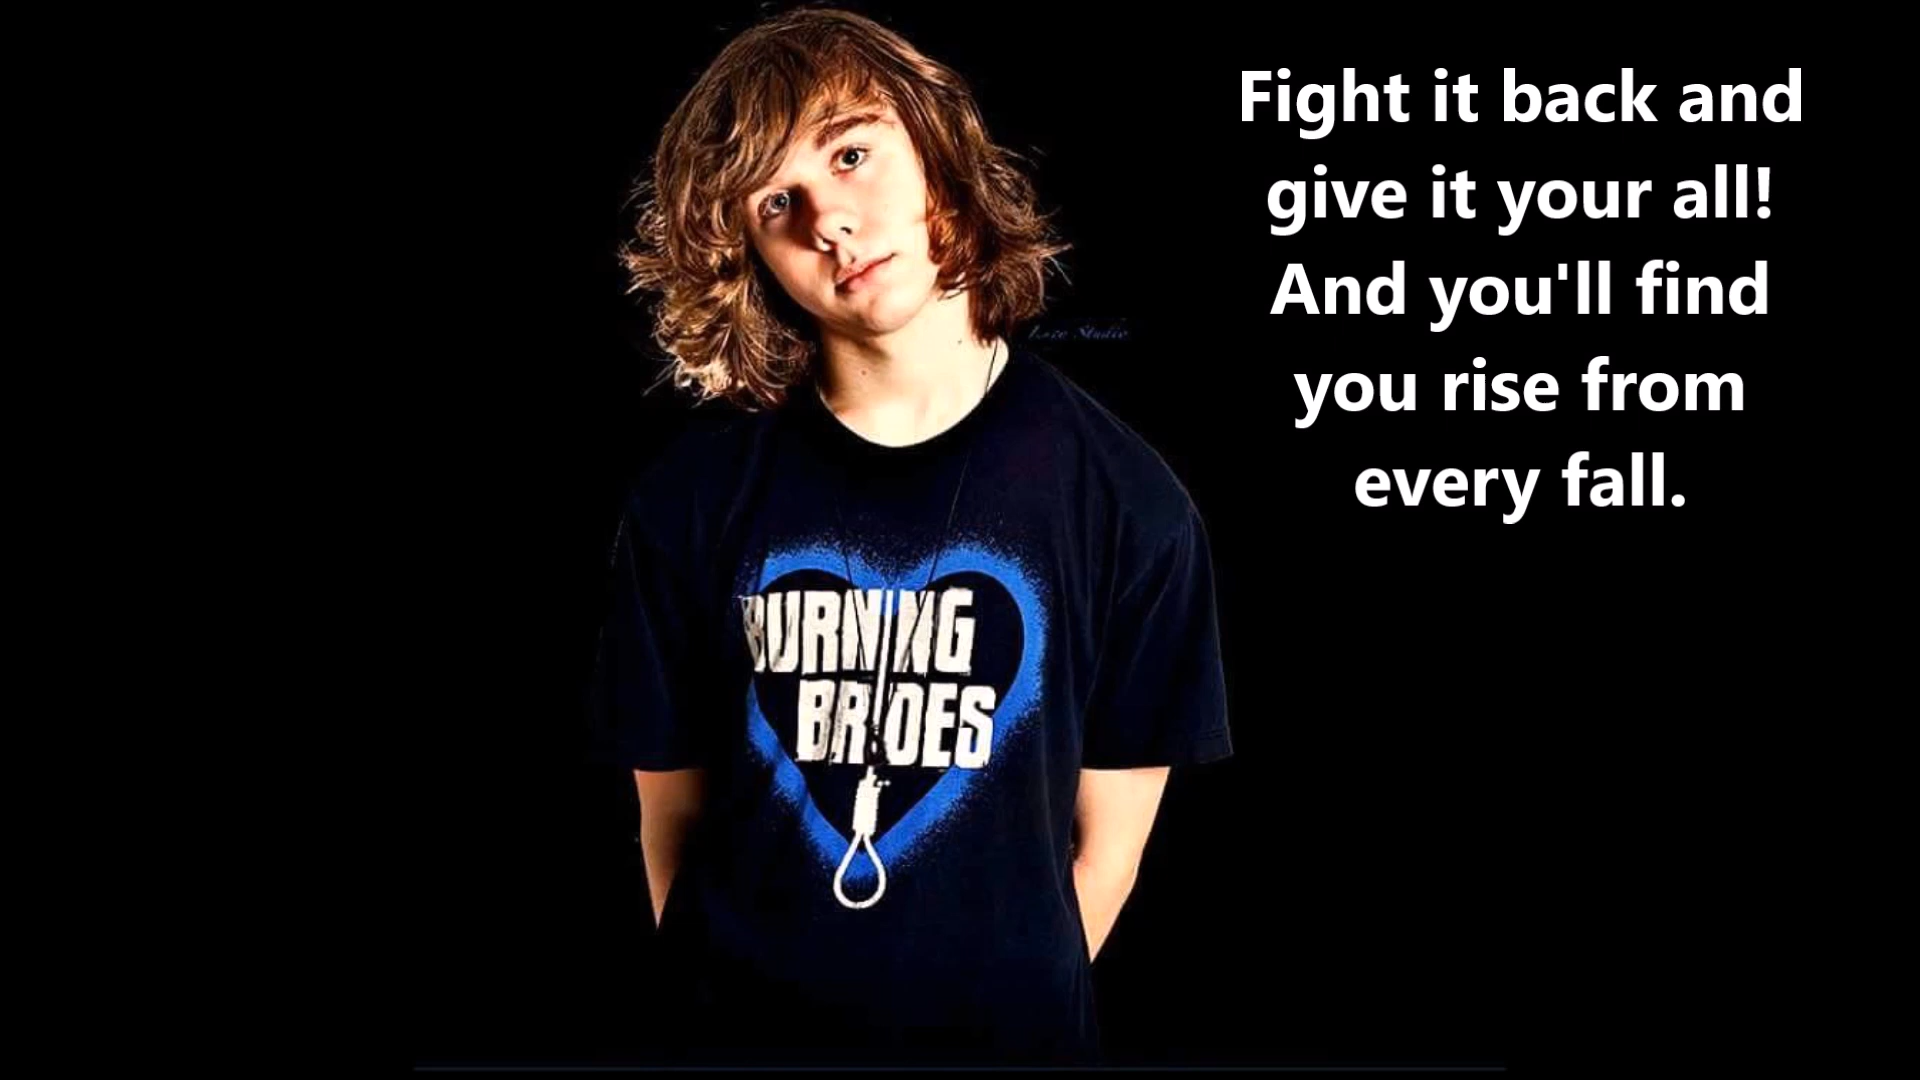 Fight it back and
give it your all!
And you'll find
you rise from
every fall.
Studio
BURNING
BRIDES